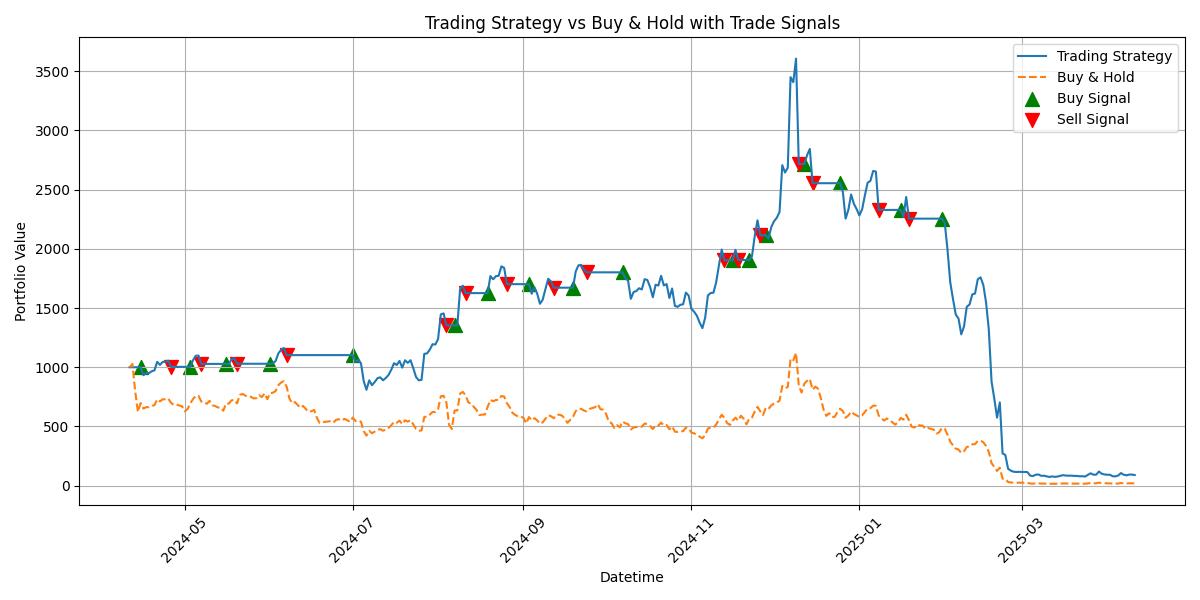 Trading Strategy vs Buy & Hold with Trade Signals
Trading Strategy
Buy & Hold
Buy Signal
Sell Signal
Portfolio Value
3500
3000
2500
2000
1500
1000
500
0
2024-05
2024-07
2024-09
2024-11
2025-01
2025-03
Datetime